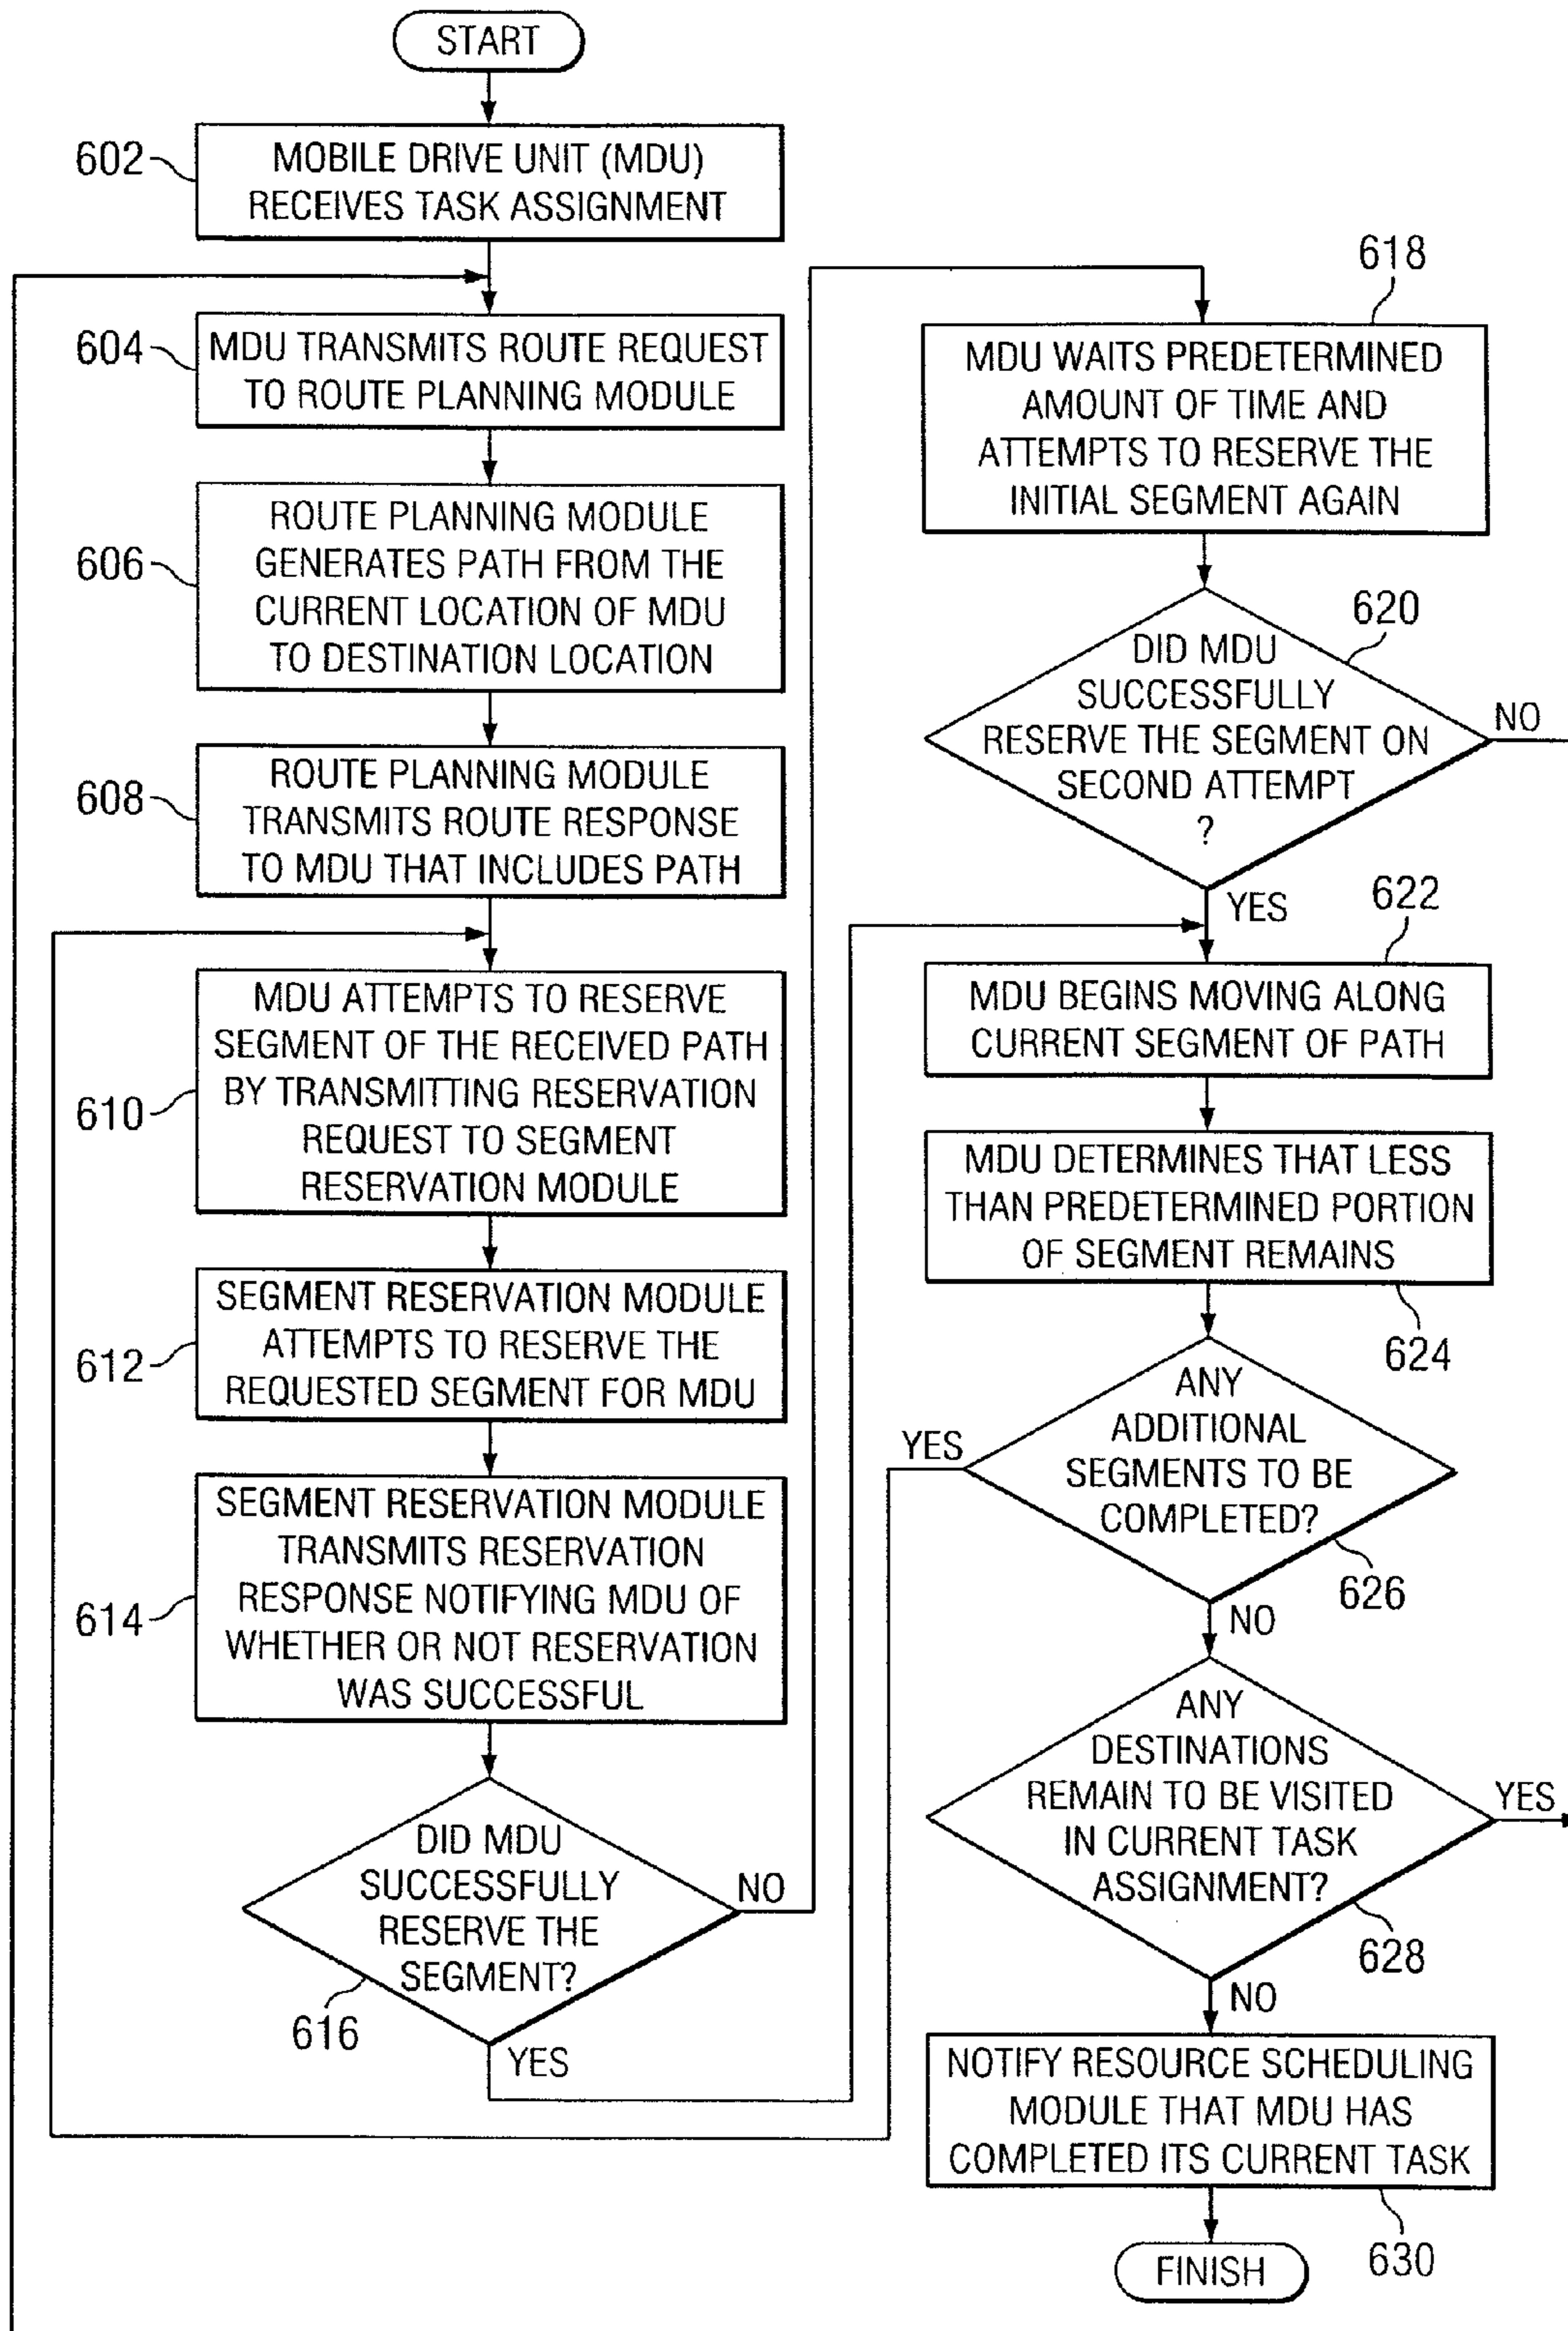 START
602
MOBILE DRIVE UNIT (MDU)
RECEIVES TASK ASSIGNMENT
604
MDU TRANSMITS ROUTE REQUEST
TO ROUTE PLANNING MODULE
606
ROUTE PLANNING MODULE
GENERATES PATH FROM THE
CURRENT LOCATION OF MDU
TO DESTINATION LOCATION
608
ROUTE PLANNING MODULE
TRANSMITS ROUTE RESPONSE
TO MDU THAT INCLUDES PATH
610
MDU ATTEMPTS TO RESERVE
SEGMENT OF THE RECEIVED PATH
BY TRANSMITTING RESERVATION
REQUEST TO SEGMENT
RESERVATION MODULE
612
SEGMENT RESERVATION MODULE
ATTEMPTS TO RESERVE THE
REQUESTED SEGMENT FOR MDU
614
SEGMENT RESERVATION MODULE
TRANSMITS RESERVATION
RESPONSE NOTIFYING MDU OF
WHETHER OR NOT RESERVATION
WAS SUCCESSFUL
DID MDU
SUCCESSFULLY
RESERVE THE
SEGMENT?
NO
616
YES
618
MDU WAITS PREDETERMINED
AMOUNT OF TIME AND
ATTEMPTS TO RESERVE THE
INITIAL SEGMENT AGAIN
620
DID MDU
SUCCESSFULLY
RESERVE THE SEGMENT ON
SECOND ATTEMPT
?
NO
YES
622
MDU BEGINS MOVING ALONG
CURRENT SEGMENT OF PATH
MDU DETERMINES THAT LESS
THAN PREDETERMINED PORTION
OF SEGMENT REMAINS
624
ANY
ADDITIONAL
SEGMENTS TO BE
COMPLETED?
YES
626
NO
ANY
DESTINATIONS
REMAIN TO BE VISITED
IN CURRENT TASK
ASSIGNMENT?
YES
628
NO
NOTIFY RESOURCE SCHEDULING
MODULE THAT MDU HAS
COMPLETED ITS CURRENT TASK
630
FINISH